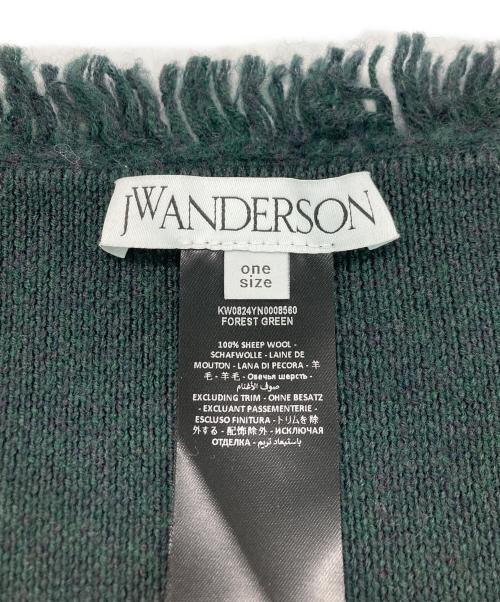 JWANDERSON
one
size
KW0824YN0008560
FOREST GREEN
100% SHEEP WOOL -
SCHAFWOLLE - LAINE DE
MOUTON - LANA DI PECORA - 羊
毛 - 羊毛 - Овечья шерсть -
صوف الأغنام
EXCLUDING TRIM - OHNE BESATZ
- EXCLUANT PASSEMENTERIE -
ESCLUSO FINITURA - トリムを除
外する - 配饰除外 - ИСКЛЮЧАЯ
ОТДЕЛКА - باستبعاد تريم